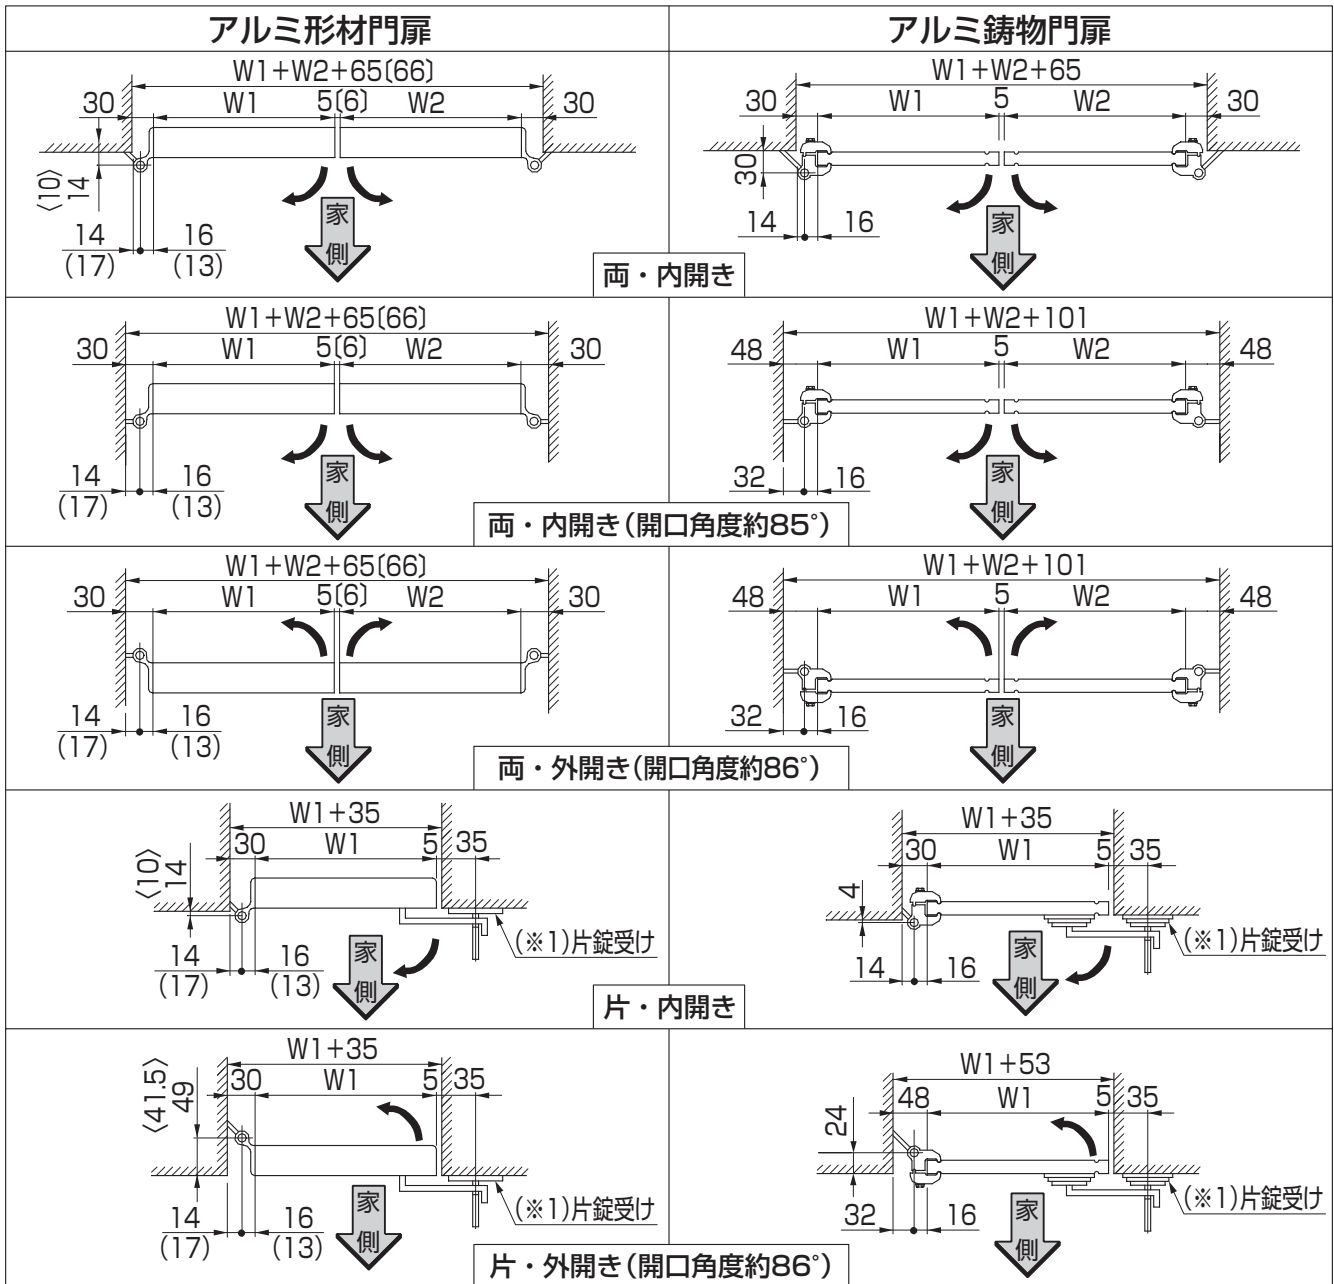 アルミ形材門扉
アルミ鋳物門扉
W1+W2+65〔66〕
30 W1 5〔6〕 W2 30
〈10〉
14
14
(17)
16
(13)
家
側
W1+W2+65
30 W1 5 W2 30
30
14 16
家
側
両・内開き
W1+W2+65〔66〕
30 W1 5〔6〕 W2 30
14
(17)
16
(13)
家
側
W1+W2+101
48 W1 5 W2 48
32 16
家
側
両・内開き(開口角度約85°)
W1+W2+65〔66〕
30 W1 5〔6〕 W2 30
14
(17)
16
(13)
家
側
W1+W2+101
48 W1 5 W2 48
32 16
家
側
両・外開き(開口角度約86°)
W1+35
30 W1 5 35
〈10〉
14
14
(17)
16
(13)
家
側
(※1)片錠受け
W1+35
30 W1 5 35
4
14 16
家
側
(※1)片錠受け
片・内開き
W1+35
30 W1 5 35
〈41.5〉
49
14
(17)
16
(13)
家
側
(※1)片錠受け
W1+53
48 W1 5 35
24
32 16
家
側
(※1)片錠受け
片・外開き(開口角度約86°)